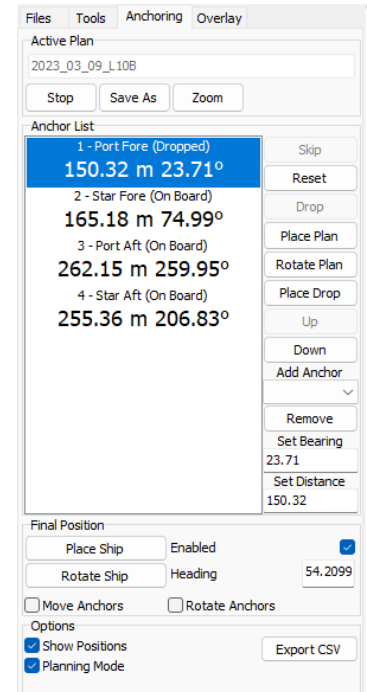 Files Tools Anchoring Overlay
Active Plan
2023_03_09_L10B
Stop Save As Zoom
Anchor List
1 - Port Fore (Dropped)
150.32 m 23.71º
2 - Star Fore (On Board)
165.18 m 74.99º
3 - Port Aft (On Board)
262.15 m 259.95º
4 - Star Aft (On Board)
255.36 m 206.83º
Skip
Reset
Drop
Place Plan
Rotate Plan
Place Drop
Up
Down
Add Anchor
Remove
Set Bearing
23.71
Set Distance
150.32
Final Position
Place Ship Enabled
Rotate Ship Heading 54.2099
Move Anchors Rotate Anchors
Options
Show Positions Export CSV
Planning Mode